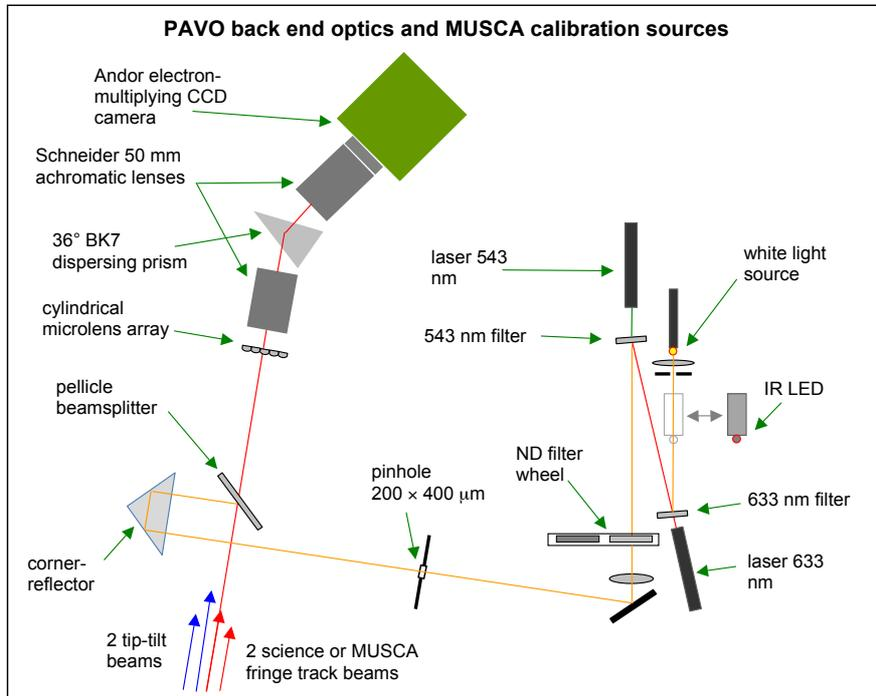 PAVO back end optics and MUSCA calibration sources
Andor electron-
multiplying CCD
camera
Schneider 50 mm
achromatic lenses
36° BK7
dispersing prism
cylindrical
microlens array
pellicle
beamsplitter
corner-
reflector
2 tip-tilt
beams
2 science or MUSCA
fringe track beams
pinhole
200 × 400 μm
laser 543
nm
543 nm filter
ND filter
wheel
white light
source
IR LED
633 nm filter
laser 633
nm